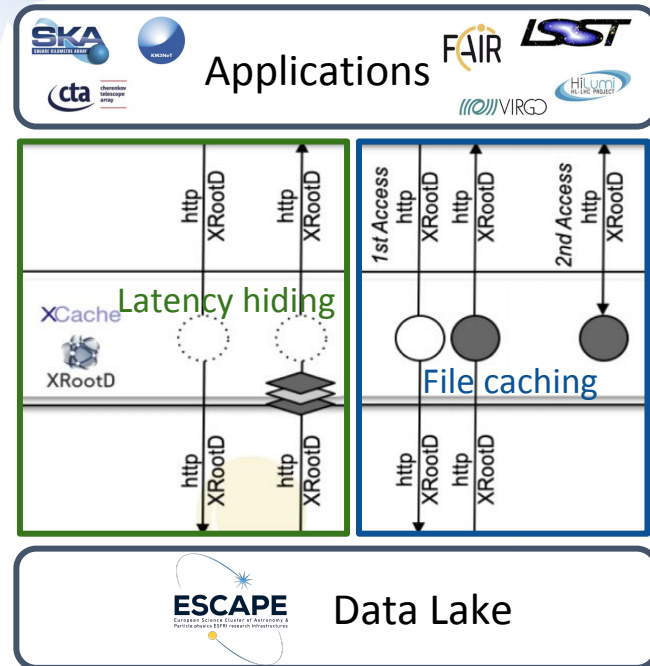 SKA
SQUARE KILOMETRE ARRAY
KM3NeT
cta
cherenkov
telescope
array
Applications
FAIR
LSST
VIRGO
HiLumi
HL-LHC PROJECT
http
XRootD
http
XRootD
Latency hiding
XCache
XRootD
http
XRootD
http
XRootD
1st Access
http
XRootD
http
XRootD
2nd Access
http
XRootD
File caching
http
XRootD
http
XRootD
ESCAPE
European Science Cluster of Astronomy &
Particle physics ESFRI research Infrastructures
Data Lake